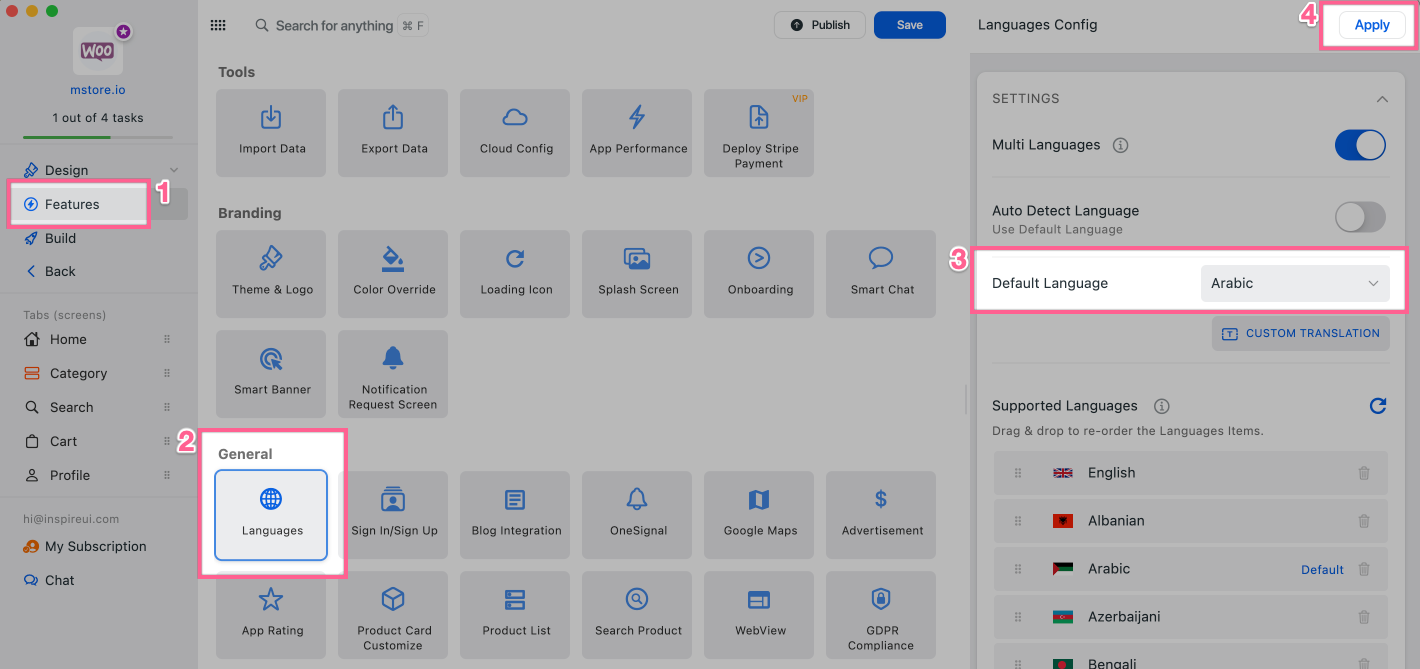 WOO
mstore.io
1 out of 4 tasks
Design
Features
1
Build
Back
Tabs (screens)
Home
Category
Search
Cart
Profile
hi@inspireui.com
My Subscription
Chat
Search for anything ⌘ F
Publish
Save
Tools
Import Data
Export Data
Cloud Config
App Performance
VIP
Deploy Stripe
Payment
Branding
Theme & Logo
Color Override
Loading Icon
Splash Screen
Onboarding
Smart Chat
Smart Banner
Notification
Request Screen
2
General
Languages
Sign In/Sign Up
Blog Integration
OneSignal
Google Maps
Advertisement
App Rating
Product Card
Customize
Product List
Search Product
WebView
GDPR
Compliance
Languages Config
4
Apply
SETTINGS
Multi Languages
Auto Detect Language
Use Default Language
3
Default Language
Arabic
CUSTOM TRANSLATION
Supported Languages
Drag & drop to re-order the Languages Items.
English
Albanian
Arabic
Default
Azerbaijani
Bengali